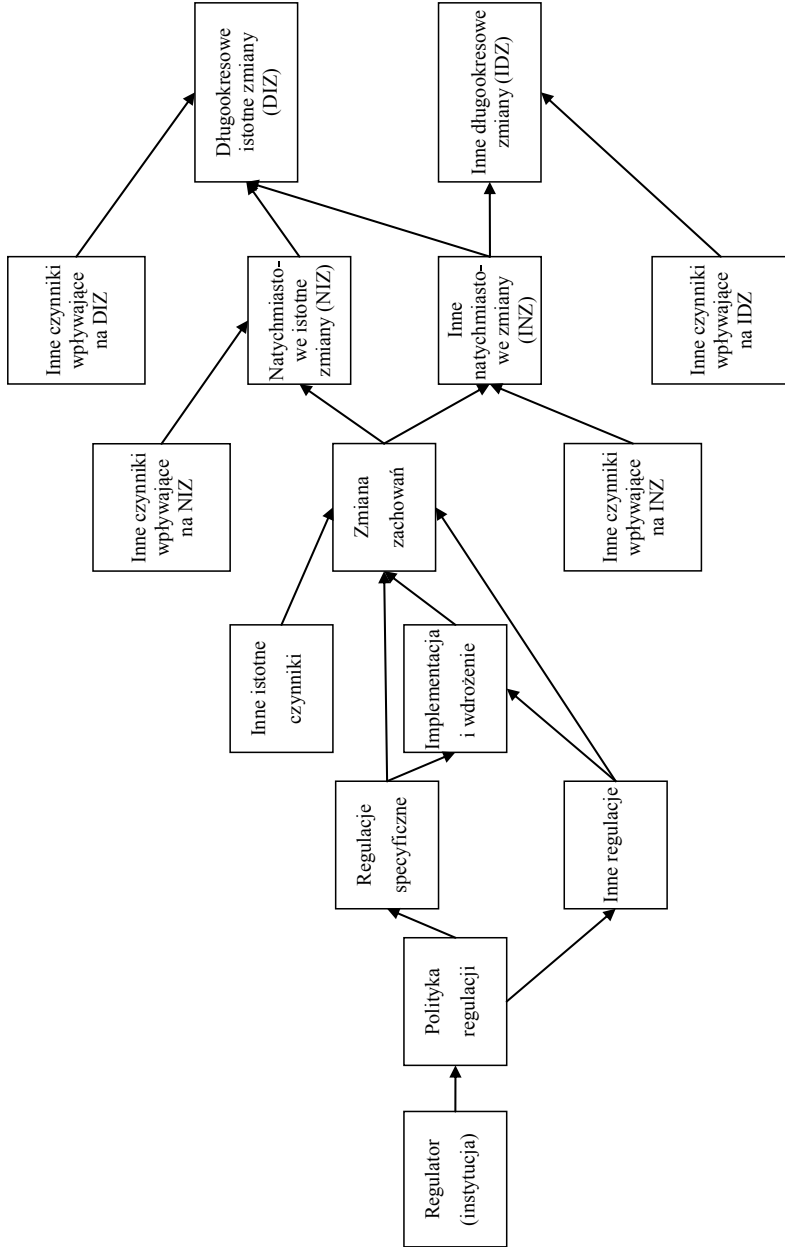 Regulator
(instytucja)
Polityka
regulacji
Regulacje
specyficzne
Inne regulacje
Inne istotne
czynniki
Implementacja
i wdrożenie
Inne czynniki
wpływające
na NIZ
Zmiana
zachowań
Inne czynniki
wpływające
na INZ
Inne czynniki
wpływające
na DIZ
Natychmiasto-
we istotne
zmiany (NIZ)
Inne
natychmiasto-
we zmiany
(INZ)
Inne czynniki
wpływające
na IDZ
Długookresowe
istotne zmiany
(DIZ)
Inne długookresowe
zmiany (IDZ)